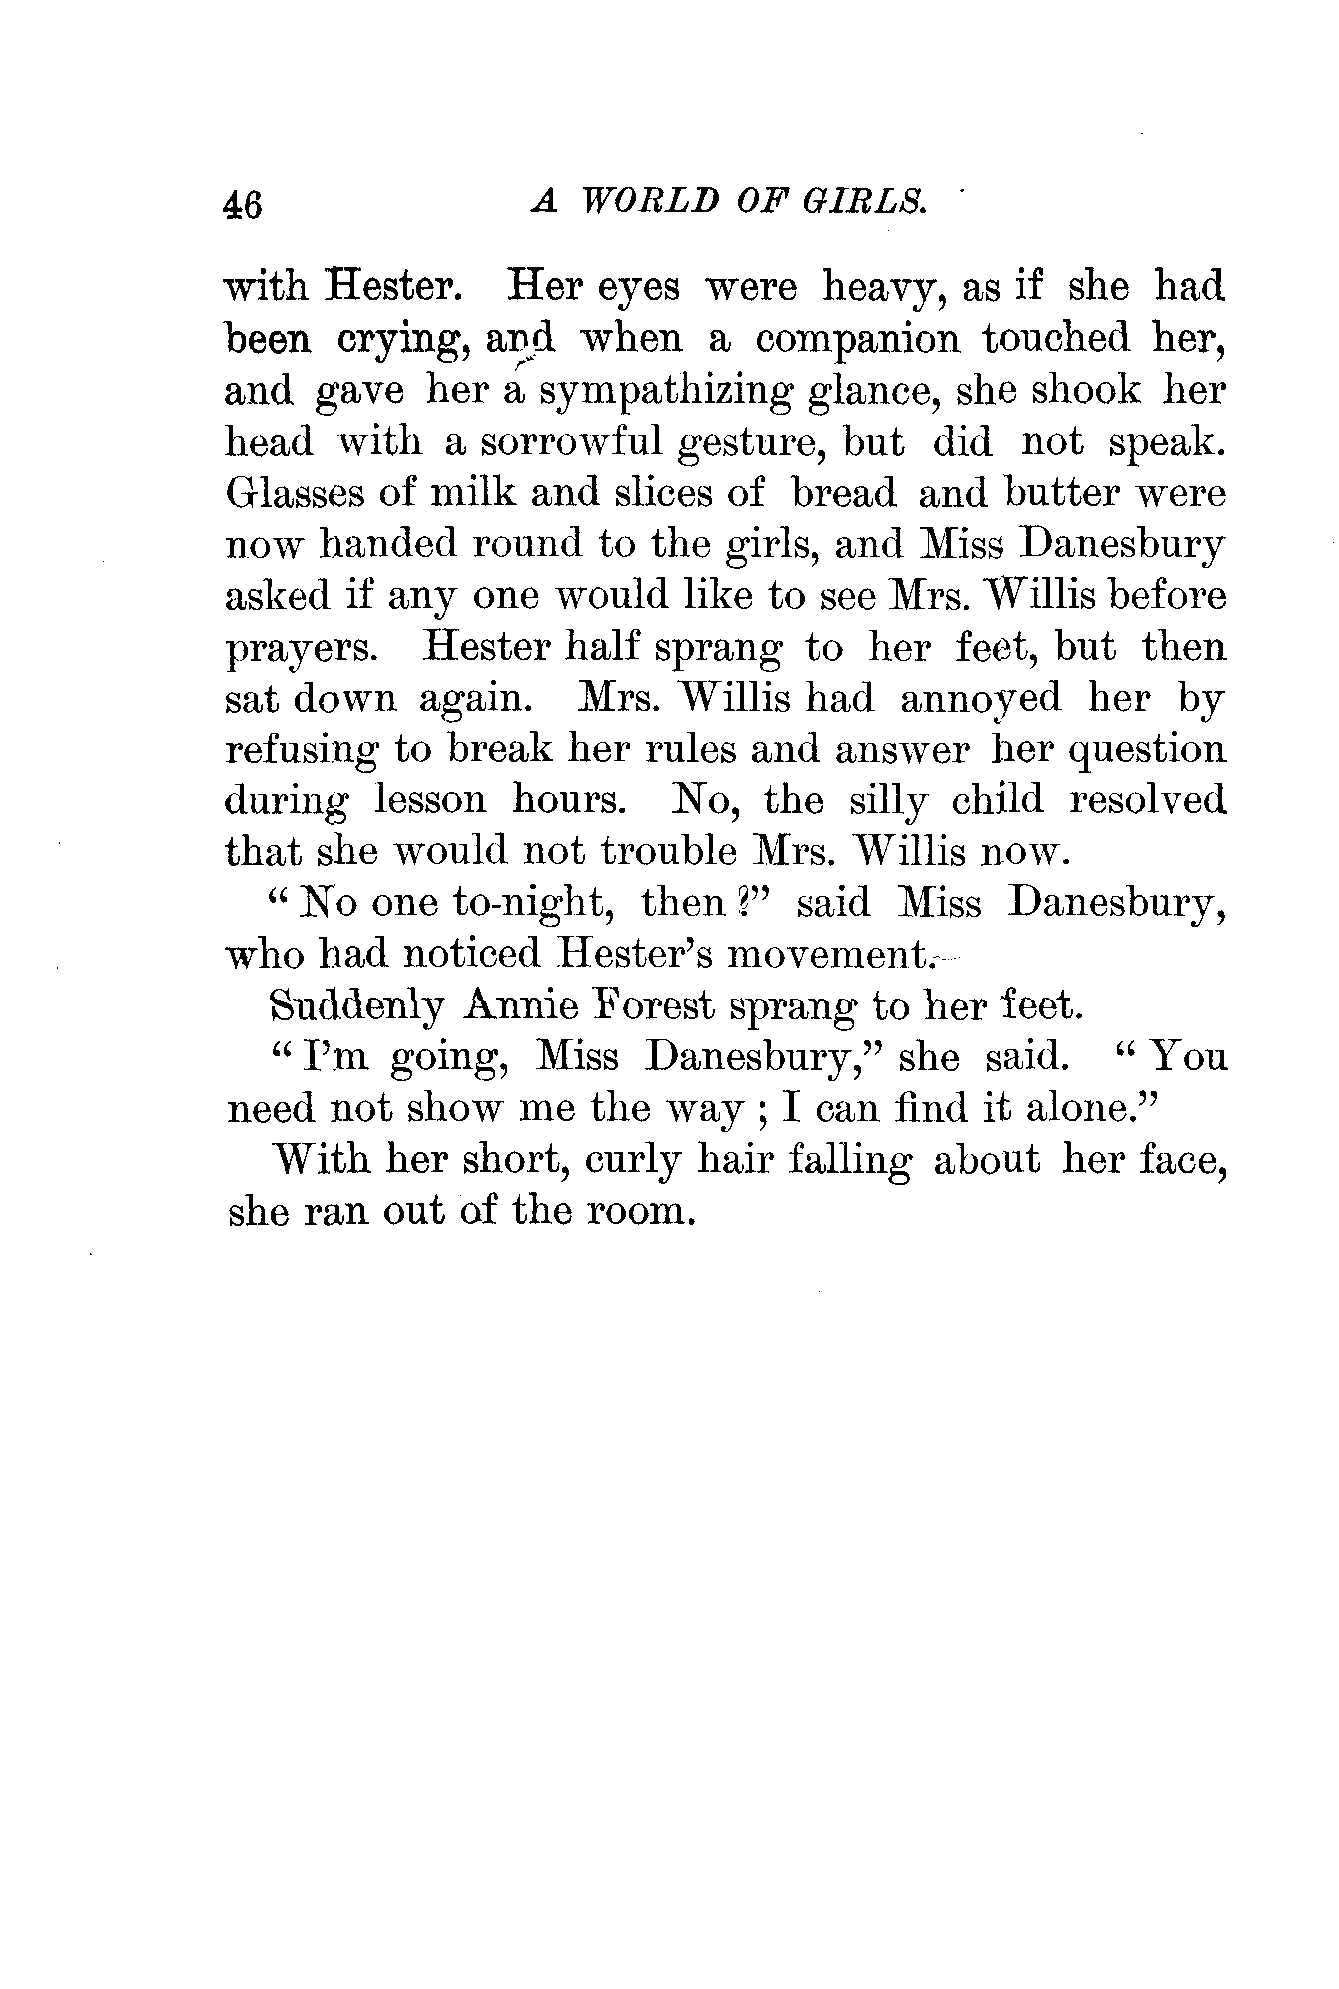 46 A WORLD OF GIRLS.
with Hester. Her eyes were heavy, as if she had
been crying, and when a companion touched her,
and gave her a sympathizing glance, she shook her
head with a sorrowful gesture, but did not speak.
Glasses of milk and slices of bread and butter were
now handed round to the girls, and Miss Danesbury
asked if any one would like to see Mrs. Willis before
prayers. Hester half sprang to her feet, but then
sat down again. Mrs. Willis had annoyed her by
refusing to break her rules and answer her question
during lesson hours. No, the silly child resolved
that she would not trouble Mrs. Willis now.
“ No one to-night, then ?” said Miss Danesbury,
who had noticed Hester’s movement.
Suddenly Annie Forest sprang to her feet.
“ I’m going, Miss Danesbury,” she said. “ You
need not show me the way ; I can find it alone.”
With her short, curly hair falling about her face,
she ran out of the room.